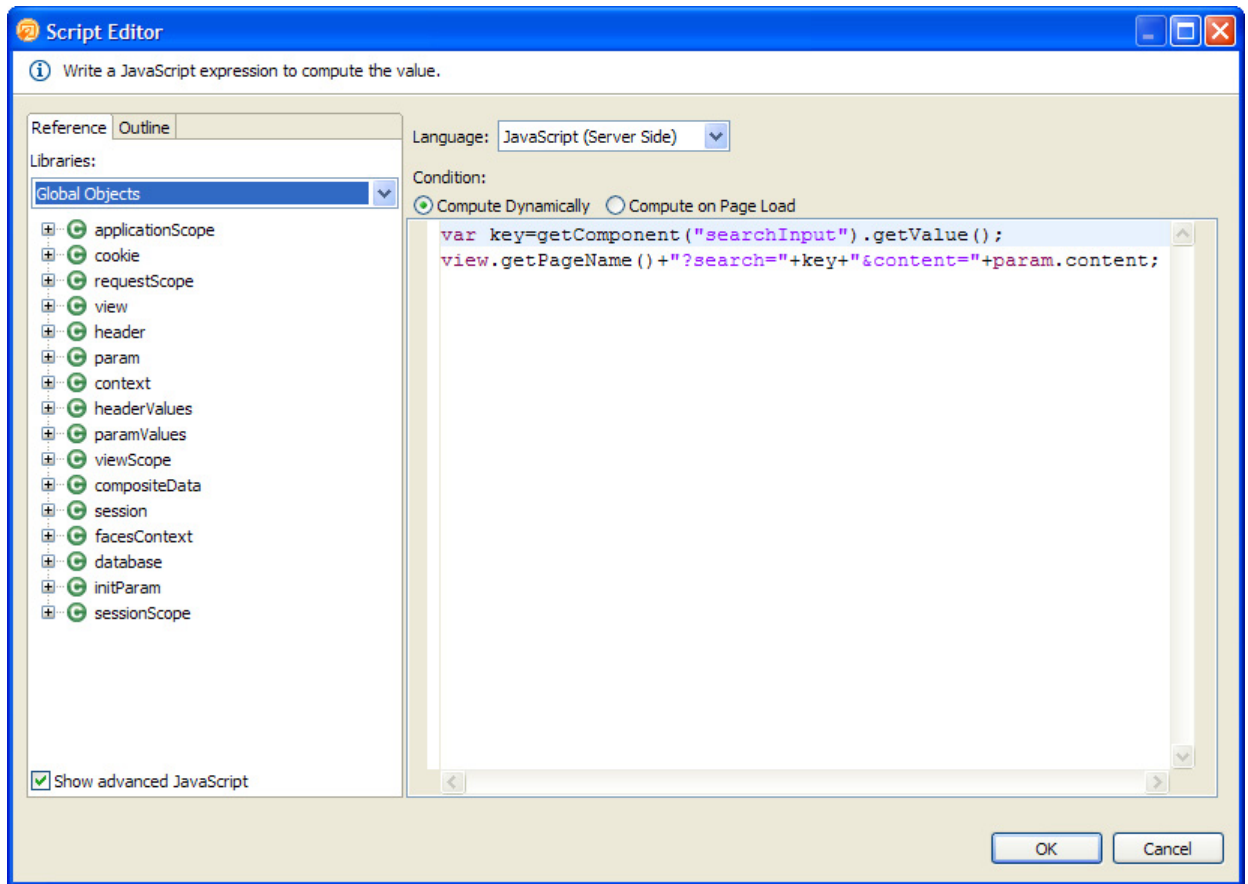 Script Editor
Write a JavaScript expression to compute the value.
Reference Outline
Libraries:
Global Objects
applicationScope
cookie
requestScope
view
header
param
context
headerValues
paramValues
viewScope
compositeData
session
facesContext
database
initParam
sessionScope
Show advanced JavaScript
Language: JavaScript (Server Side)
Condition:
Compute Dynamically Compute on Page Load
var key=getComponent("searchInput").getValue();
view.getPageName()+"?search="+key+"&content="+param.content;
OK Cancel